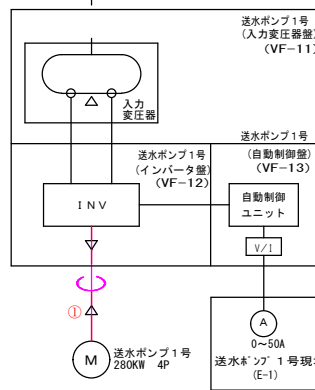 送水ポンプ1号
(入力変圧器盤)
(VF-11)
入力
変圧器
送水ポンプ1号
(インバータ盤)
(VF-12)
送水ポンプ1号
(自動制御盤)
(VF-13)
INV
自動制御
ユニット
V/I
①
A
0～50A
M
送水ポンプ1号
280KW 4P
送水ポンプ1号現
(E-1)